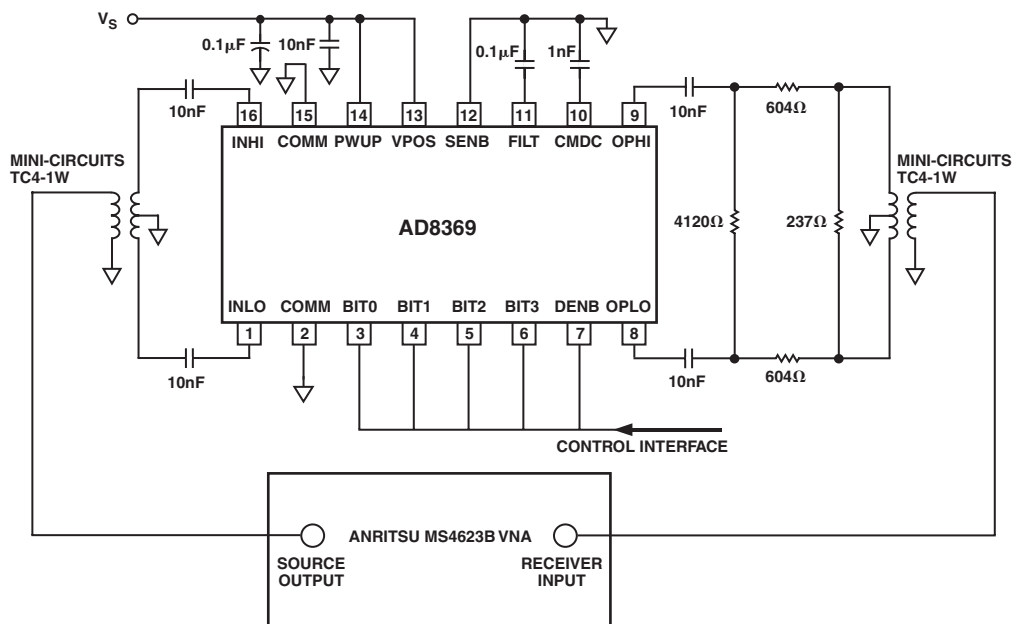 V_S
0.1μF
10nF
0.1μF
1nF
10nF
10nF
604Ω
16
15
14
13
12
11
10
9
INHI
COMM
PWUP
VPOS
SENB
FILT
CMDC
OPHI
MINI-CIRCUITS
TC4-1W
MINI-CIRCUITS
TC4-1W
AD8369
4120Ω
237Ω
INLO
COMM
BIT0
BIT1
BIT2
BIT3
DENB
OPLO
1
2
3
4
5
6
7
8
10nF
10nF
604Ω
CONTROL INTERFACE
ANRITSU MS4623B VNA
SOURCE
OUTPUT
RECEIVER
INPUT